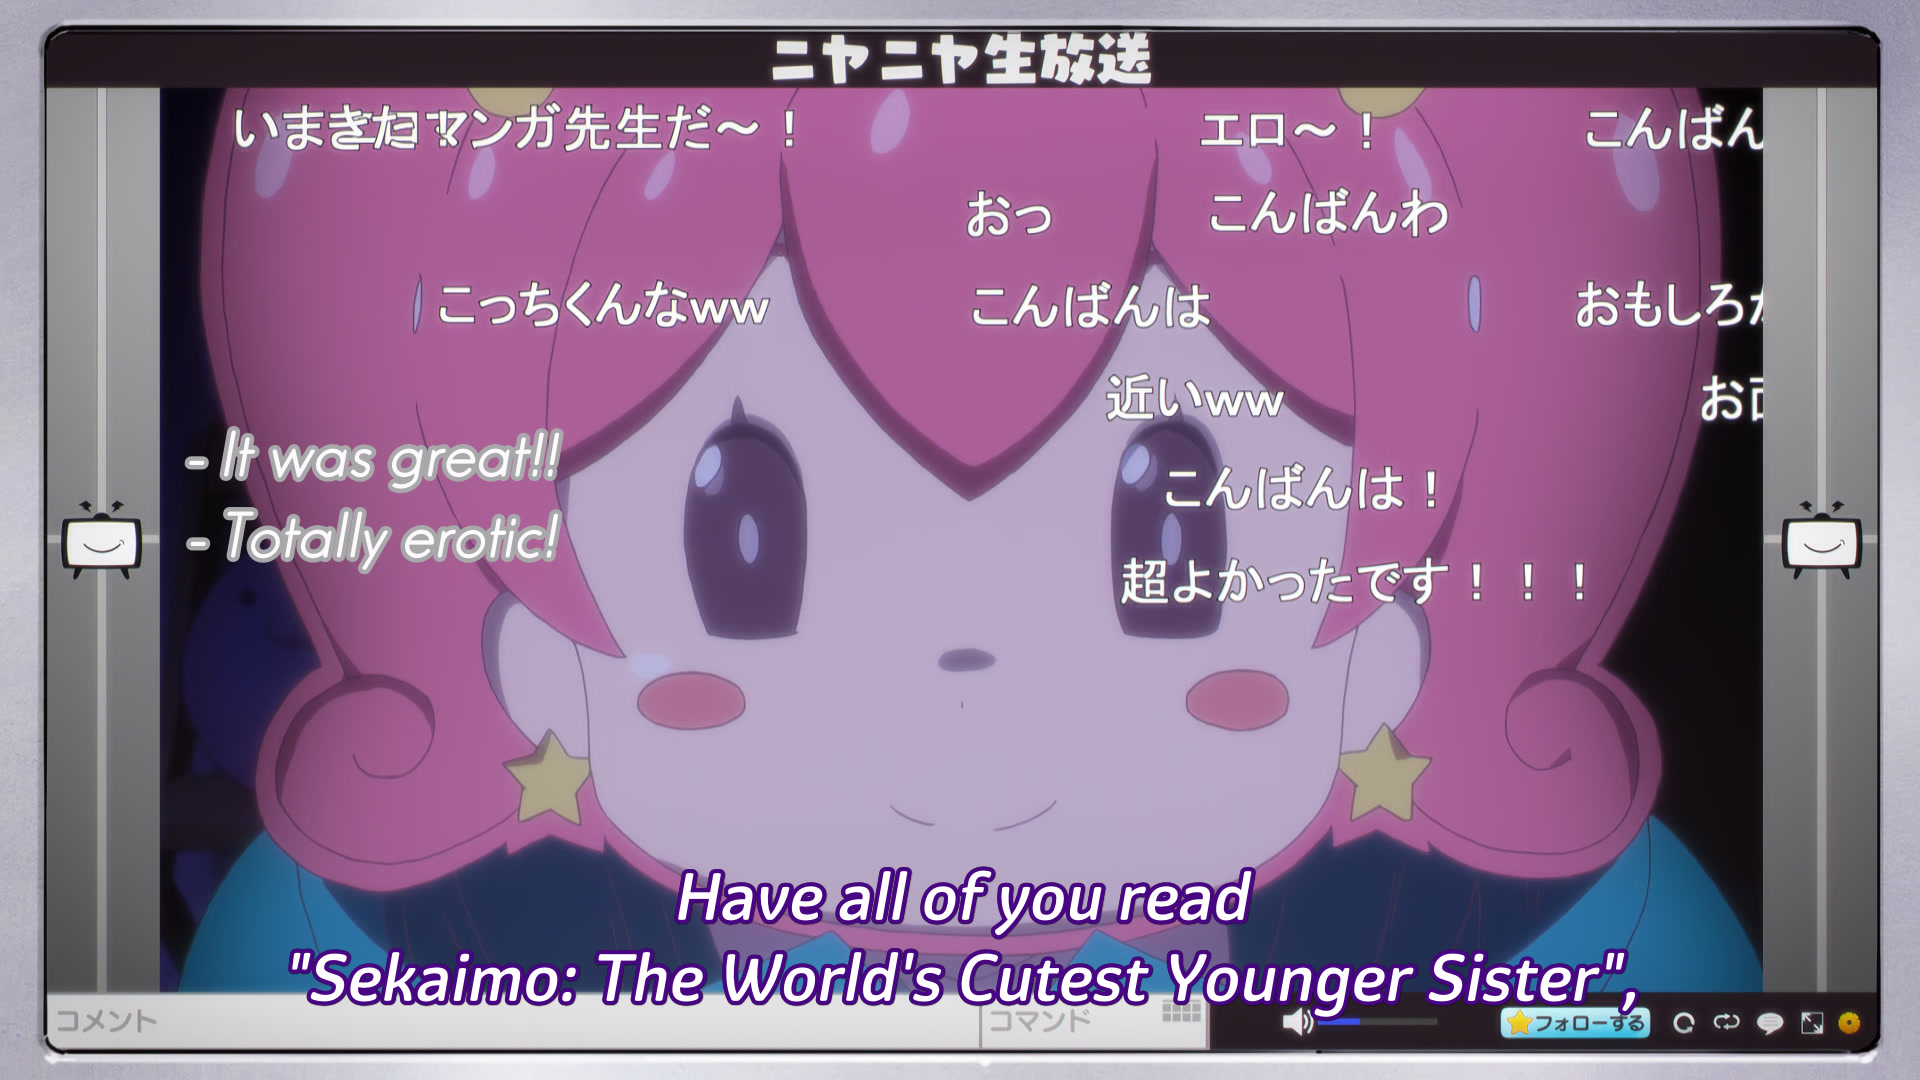 ニヤニヤ生放送
マンガ先生だ〜！
エロ〜！
こんばん
おっ
こんばんわ
こっちくんなww
こんばんは
おもしろ
近いww
お
- It was great!!
こんばんは！
- Totally erotic!
超よかったです！！！
Have all of you read
"Sekaimo: The World's Cutest Younger Sister",
コメント
コマンド
フォローする